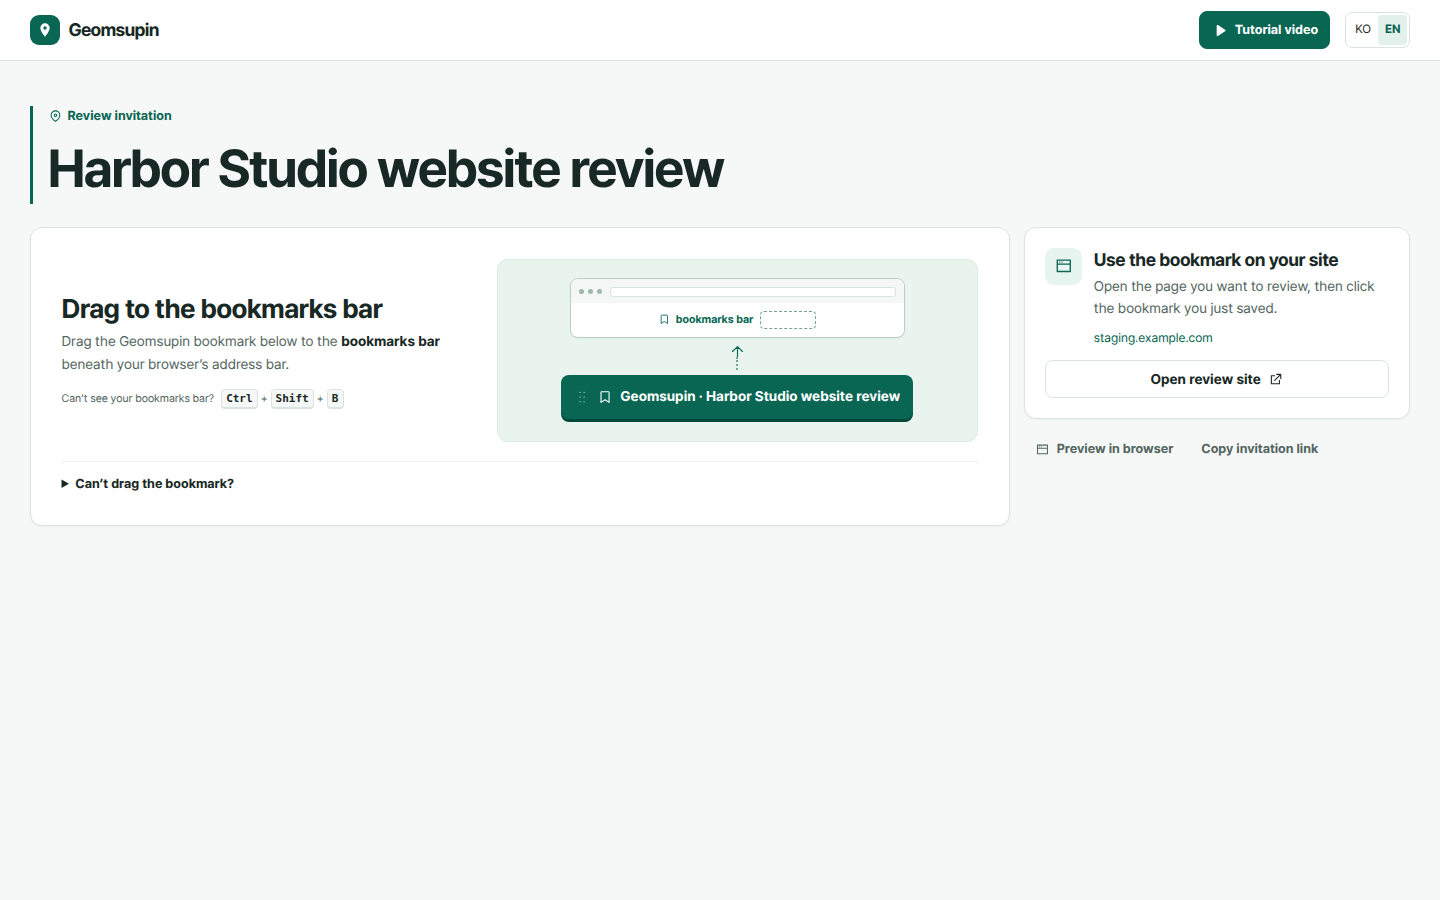 Geomsupin
Tutorial video
KO EN
Review invitation
Harbor Studio website review
Drag to the bookmarks bar
Drag the Geomsupin bookmark below to the bookmarks bar
beneath your browser’s address bar.
Can’t see your bookmarks bar? Ctrl + Shift + B
bookmarks bar
Geomsupin · Harbor Studio website review
Can’t drag the bookmark?
Use the bookmark on your site
Open the page you want to review, then click
the bookmark you just saved.
staging.example.com
Open review site
Preview in browser
Copy invitation link